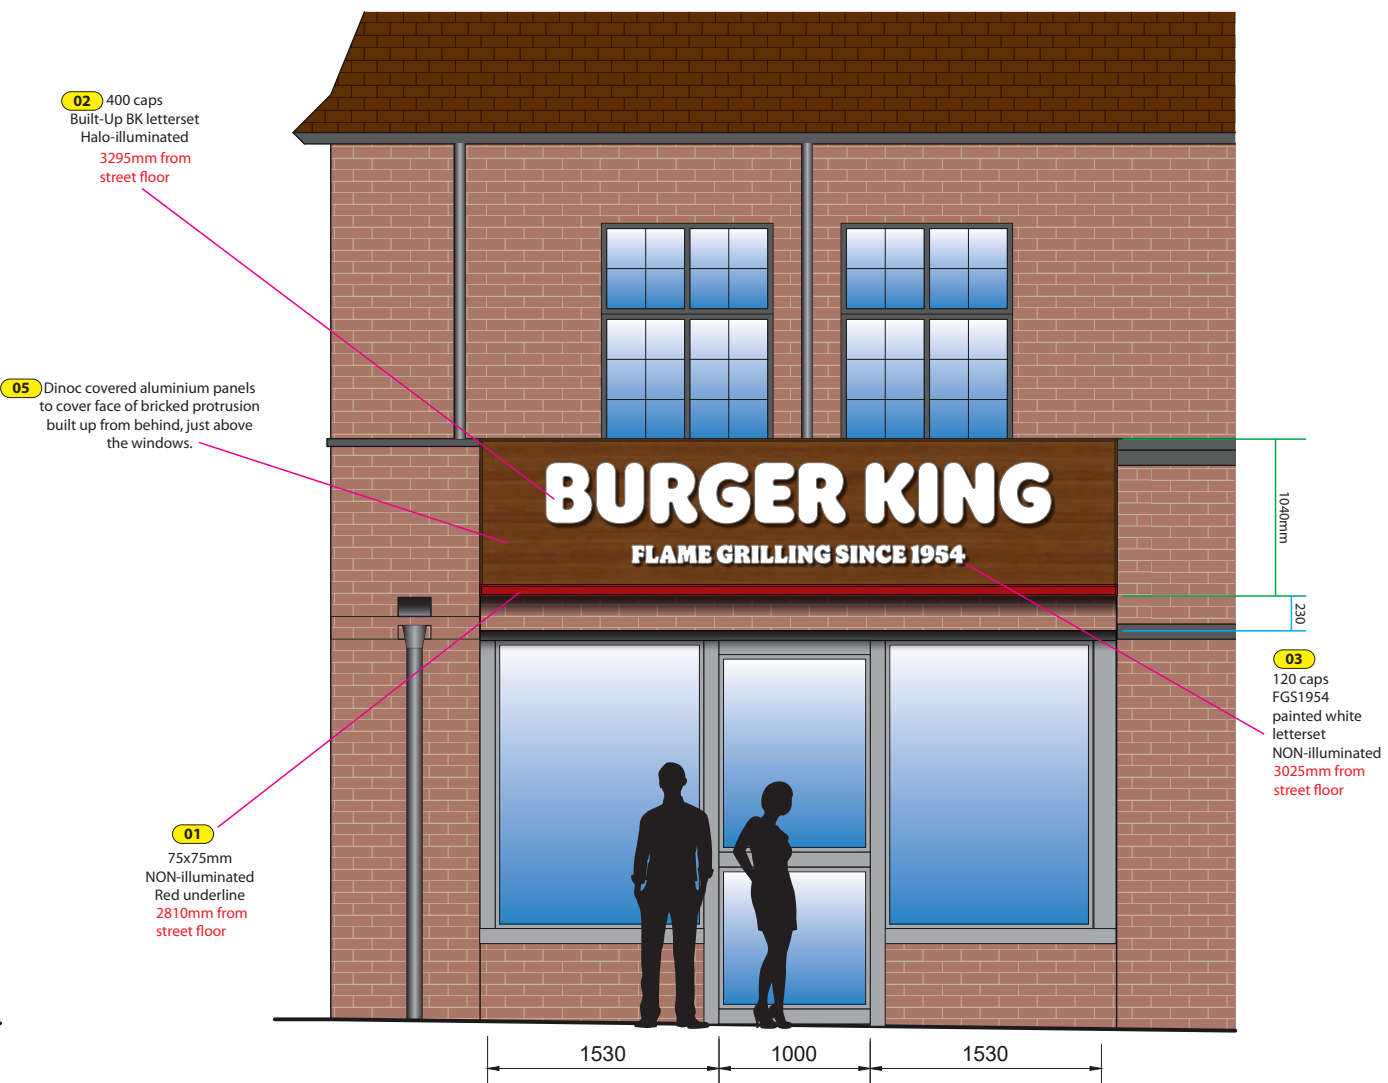 02 400 caps
Built-Up BK letterset
Halo-illuminated
3295mm from
street floor
05 Dinoc covered aluminium panels
to cover face of bricked protrusion
built up from behind, just above
the windows.
BURGER KING
FLAME GRILLING SINCE 1954
1040mm
230
03
120 caps
FGS1954
painted white
letterset
NON-illuminated
3025mm from
street floor
01
75x75mm
NON-illuminated
Red underline
2810mm from
street floor
1530
1000
1530